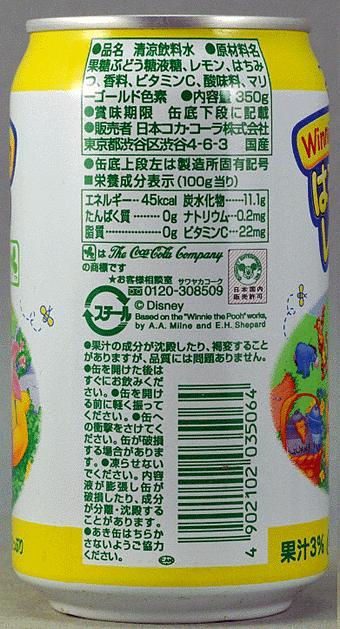 ●品名 清涼飲料水 ●原材料名
果糖ぶどう糖液糖、レモン、はちみ
つ、香料、ビタミンC、酸味料、マリ
ーゴールド色素 ●内容量 350g
●賞味期限 缶底下段に記載
●販売者 日本コカ・コーラ株式会社
東京都渋谷区渋谷4-6-3 国産
●缶底上段左は製造所固有記号
■栄養成分表示(100g当り)
エネルギー…45kcal 炭水化物……11.1g
たんぱく質………0g ナトリウム…0.2mg
脂質………………0g ビタミンC…22mg
は The Coca-Cola Company
の商標です
★お客様相談室 サワヤカコーク
0120-308509
スチール
© Disney
Based on the "Winnie the Pooh" works,
by A.A. Milne and E.H. Shepard
日本国内
販売許可
●果汁の成分が沈殿したり、変色すること
がありますが、品質には問題ありません。
●缶を開けた後は
すぐにお飲みくだ
さい。●缶を開け
る前に軽く振って
ください。●缶へ
の衝撃をさけてく
ださい。缶が破損
する場合がありま
す。●凍らせないで
ください。内容
液が膨張し缶が
破損したり、成分
が分離・沈殿する
ことがあります。
●あき缶はちらか
さないようご協力
ください。
4 902102 035064
Winn
は
レ
果汁3%